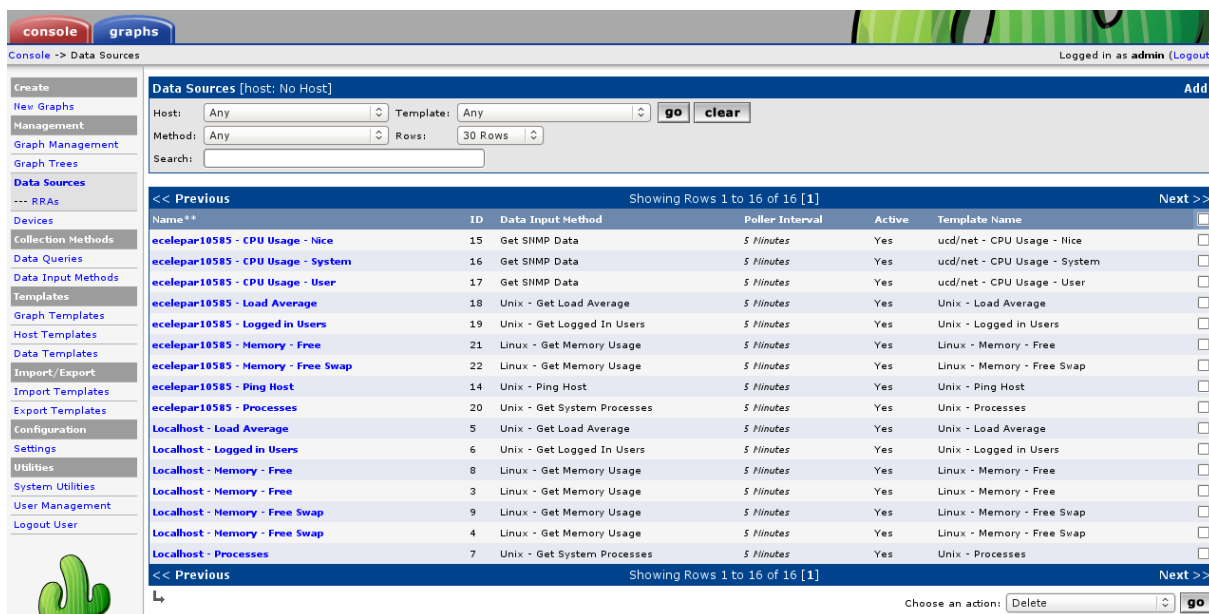 console graphs
Console -> Data Sources Logged in as admin (Logout
Create
New Graphs
Management
Graph Management
Graph Trees
Data Sources
--- RRAs
Devices
Collection Methods
Data Queries
Data Input Methods
Templates
Graph Templates
Host Templates
Data Templates
Import/Export
Import Templates
Export Templates
Configuration
Settings
Utilities
System Utilities
User Management
Logout User
Data Sources [host: No Host] Add
Host: Any Template: Any go clear
Method: Any Rows: 30 Rows
Search:
<< Previous Showing Rows 1 to 16 of 16 [1] Next >>
Name** ID Data Input Method Poller Interval Active Template Name
ecelepar10585 - CPU Usage - Nice 15 Get SNMP Data 5 Minutes Yes ucd/net - CPU Usage - Nice
ecelepar10585 - CPU Usage - System 16 Get SNMP Data 5 Minutes Yes ucd/net - CPU Usage - System
ecelepar10585 - CPU Usage - User 17 Get SNMP Data 5 Minutes Yes ucd/net - CPU Usage - User
ecelepar10585 - Load Average 18 Unix - Get Load Average 5 Minutes Yes Unix - Load Average
ecelepar10585 - Logged in Users 19 Unix - Get Logged In Users 5 Minutes Yes Unix - Logged in Users
ecelepar10585 - Memory - Free 21 Linux - Get Memory Usage 5 Minutes Yes Linux - Memory - Free
ecelepar10585 - Memory - Free Swap 22 Linux - Get Memory Usage 5 Minutes Yes Linux - Memory - Free Swap
ecelepar10585 - Ping Host 14 Unix - Ping Host 5 Minutes Yes Unix - Ping Host
ecelepar10585 - Processes 20 Unix - Get System Processes 5 Minutes Yes Unix - Processes
Localhost - Load Average 5 Unix - Get Load Average 5 Minutes Yes Unix - Load Average
Localhost - Logged in Users 6 Unix - Get Logged In Users 5 Minutes Yes Unix - Logged in Users
Localhost - Memory - Free 8 Linux - Get Memory Usage 5 Minutes Yes Linux - Memory - Free
Localhost - Memory - Free 3 Linux - Get Memory Usage 5 Minutes Yes Linux - Memory - Free
Localhost - Memory - Free Swap 9 Linux - Get Memory Usage 5 Minutes Yes Linux - Memory - Free Swap
Localhost - Memory - Free Swap 4 Linux - Get Memory Usage 5 Minutes Yes Linux - Memory - Free Swap
Localhost - Processes 7 Unix - Get System Processes 5 Minutes Yes Unix - Processes
<< Previous Showing Rows 1 to 16 of 16 [1] Next >>
Choose an action: Delete go